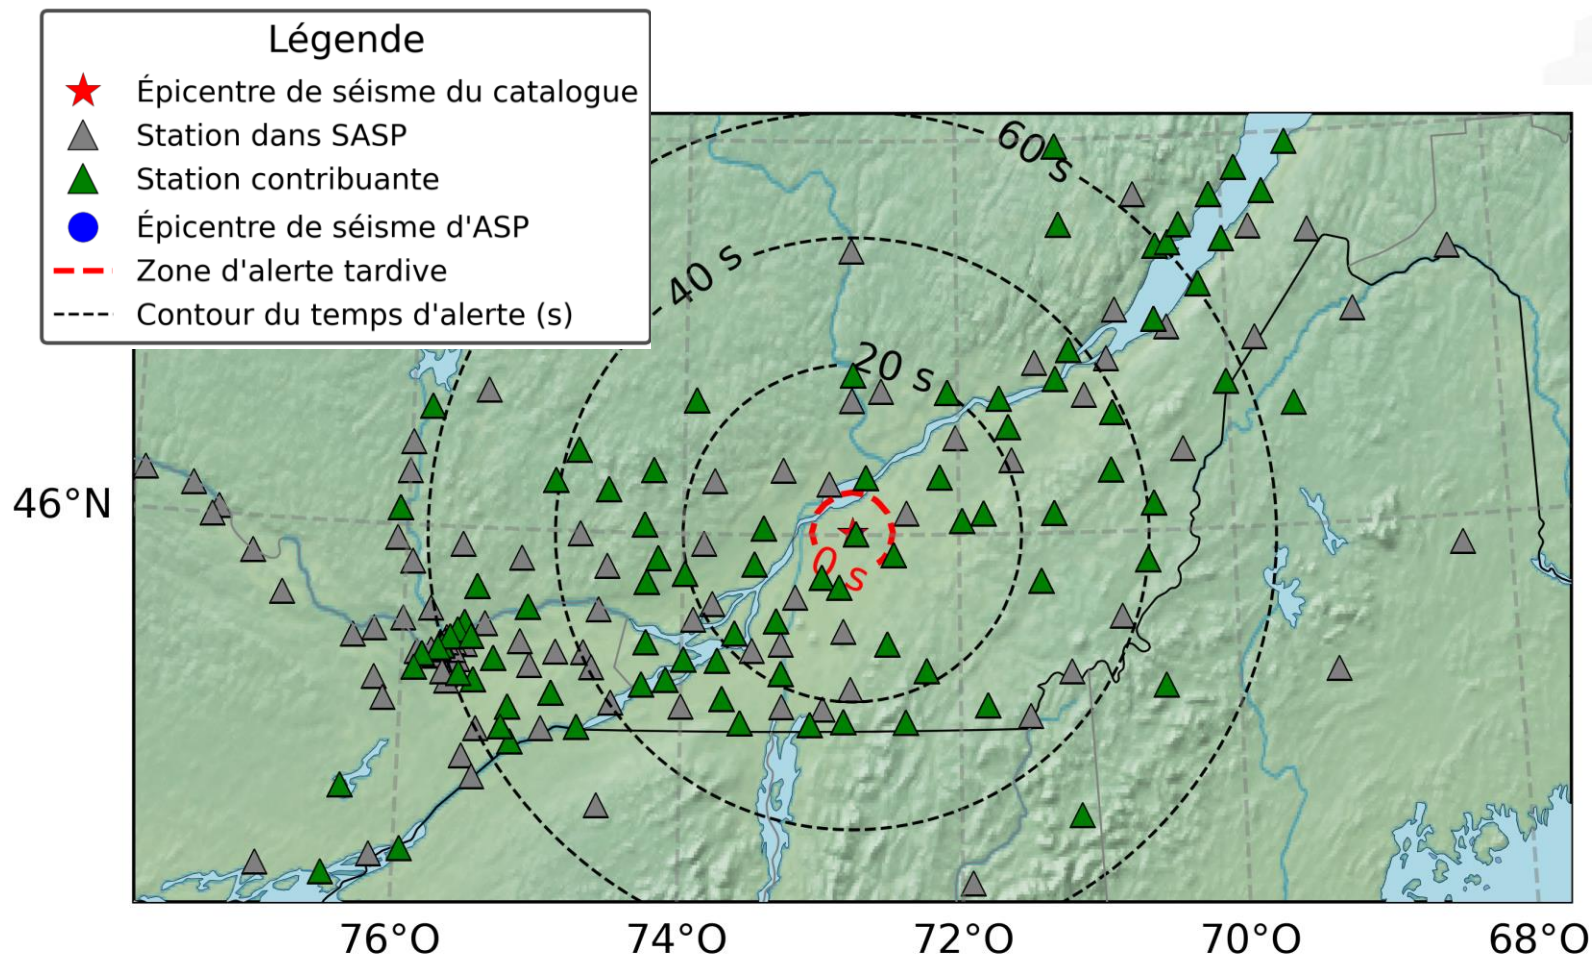 Légende
Épicentre de séisme du catalogue
Station dans SASP
Station contribuante
Épicentre de séisme d'ASP
Zone d'alerte tardive
Contour du temps d'alerte (s)
60 s
40 s
20 s
0 s
46°N
76°O 74°O 72°O 70°O 68°O